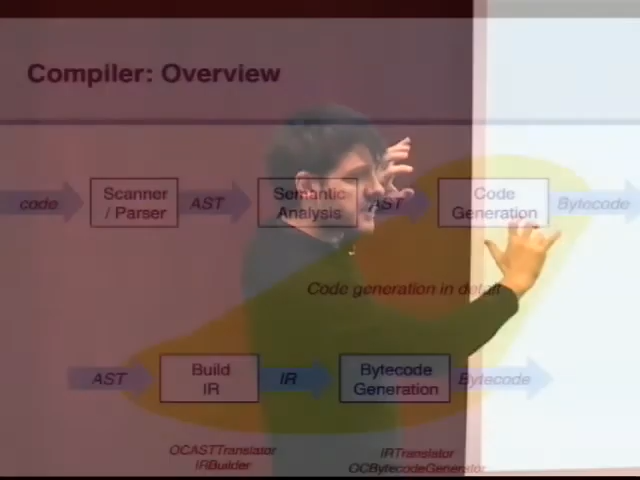 Compiler: Overview
code
Scanner
/ Parser
AST
Semantic
Analysis
AST
Code
Generation
Bytecode
Code generation in detail
AST
Build
IR
IR
Bytecode
Generation
Bytecode
OCASTTranslator
IRBuilder
IRTranslator
OCBytecodeGenerator